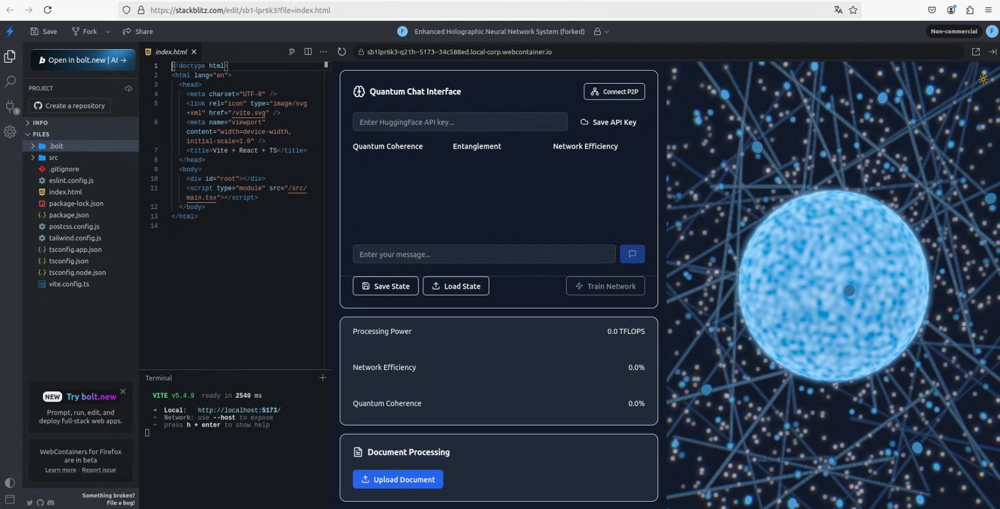 https://stackblitz.com/edit/sb1-lpr6k3?file=index.html
Save
Fork
Share
F
Enhanced Holographic Neural Network System (forked)
Non-commercial
F
b Open in bolt.new | AI →
PROJECT
Create a repository
INFO
FILES
.bolt
src
.gitignore
eslint.config.js
index.html
package-lock.json
package.json
postcss.config.js
tailwind.config.js
tsconfig.app.json
tsconfig.json
tsconfig.node.json
TS vite.config.ts
1
NEW Try bolt.new
Prompt, run, edit, and
deploy full-stack web apps.
WebContainers for Firefox
are in beta
Learn more · Report issue
Something broken?
File a bug!
index.html
1 <!doctype html>
2 <html lang="en">
3 <head>
4 <meta charset="UTF-8" />
5 <link rel="icon" type="image/svg
+xml" href="/vite.svg" />
6 <meta name="viewport"
content="width=device-width,
initial-scale=1.0" />
7 <title>Vite + React + TS</title>
8 </head>
9 <body>
10 <div id="root"></div>
11 <script type="module" src="/src/
main.tsx"></script>
12 </body>
13 </html>
14
Terminal
VITE v5.4.9 ready in 2540 ms
➜ Local: http://localhost:5173/
➜ Network: use --host to expose
➜ press h + enter to show help
sb1lpr6k3-q21h--5173--34c588ed.local-corp.webcontainer.io
Quantum Chat Interface
Connect P2P
Enter HuggingFace API key...
Save API Key
Quantum Coherence
Entanglement
Network Efficiency
Enter your message...
Save State
Load State
Train Network
Processing Power
0.0 TFLOPS
Network Efficiency
0.0%
Quantum Coherence
0.0%
Document Processing
Upload Document